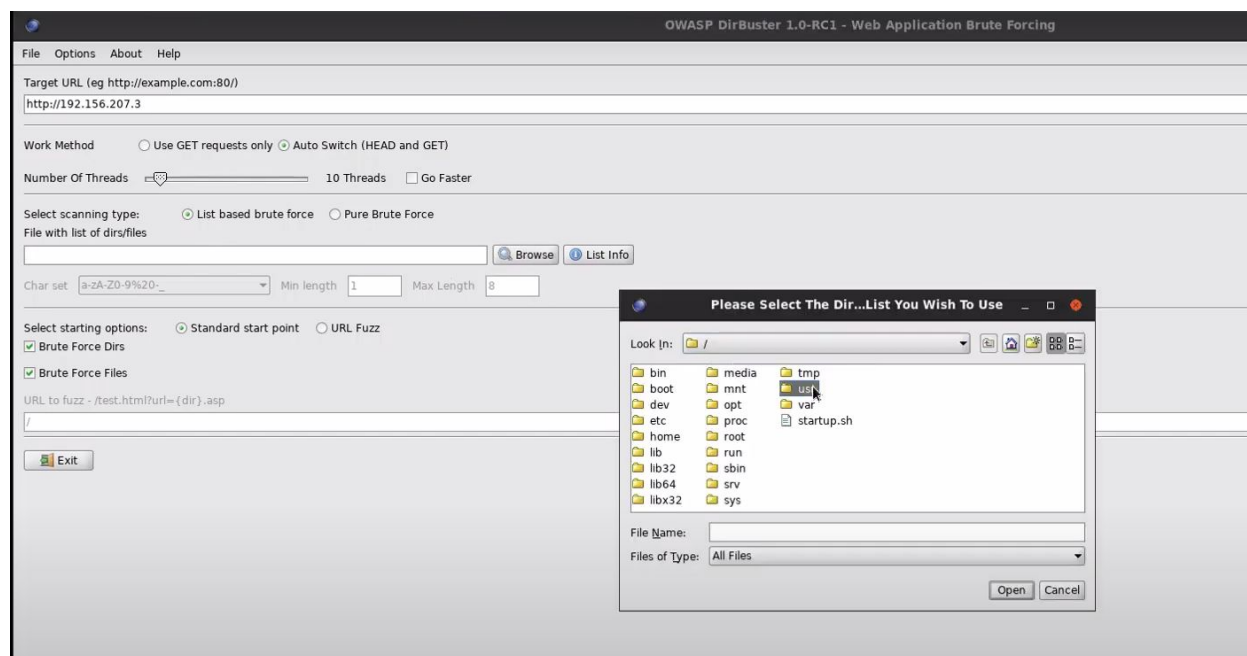 OWASP DirBuster 1.0-RC1 - Web Application Brute Forcing
File Options About Help
Target URL (eg http://example.com:80/)
http://192.156.207.3
Work Method Use GET requests only Auto Switch (HEAD and GET)
Number Of Threads 10 Threads Go Faster
Select scanning type: List based brute force Pure Brute Force
File with list of dirs/files
Browse List Info
Char set a-zA-Z0-9%20-_ Min length 1 Max Length 8
Select starting options: Standard start point URL Fuzz
Brute Force Dirs
Brute Force Files
URL to fuzz - /test.html?url={dir}.asp
/
Exit
Please Select The Dir...List You Wish To Use
Look In: /
bin media tmp
boot mnt usr
dev opt var
etc proc startup.sh
home root
lib run
lib32 sbin
lib64 srv
libx32 sys
File Name:
Files of Type: All Files
Open Cancel